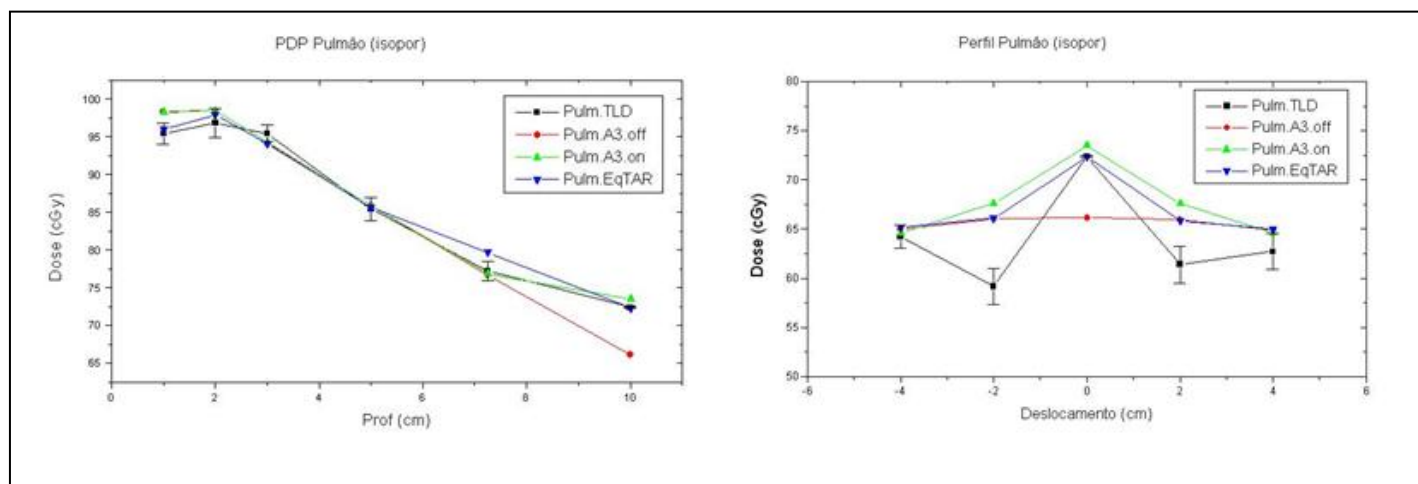 PDP Pulmão (isopor)
Pulm.TLD
Pulm.A3.off
Pulm.A3.on
Pulm.EqTAR
Dose (cGy)
100
95
90
85
80
75
70
65
0 2 4 6 8 10
Prof (cm)
Perfil Pulmão (isopor)
Pulm.TLD
Pulm.A3.off
Pulm.A3.on
Pulm.EqTAR
Dose (cGy)
80
75
70
65
60
55
50
-6 -4 -2 0 2 4 6
Deslocamento (cm)